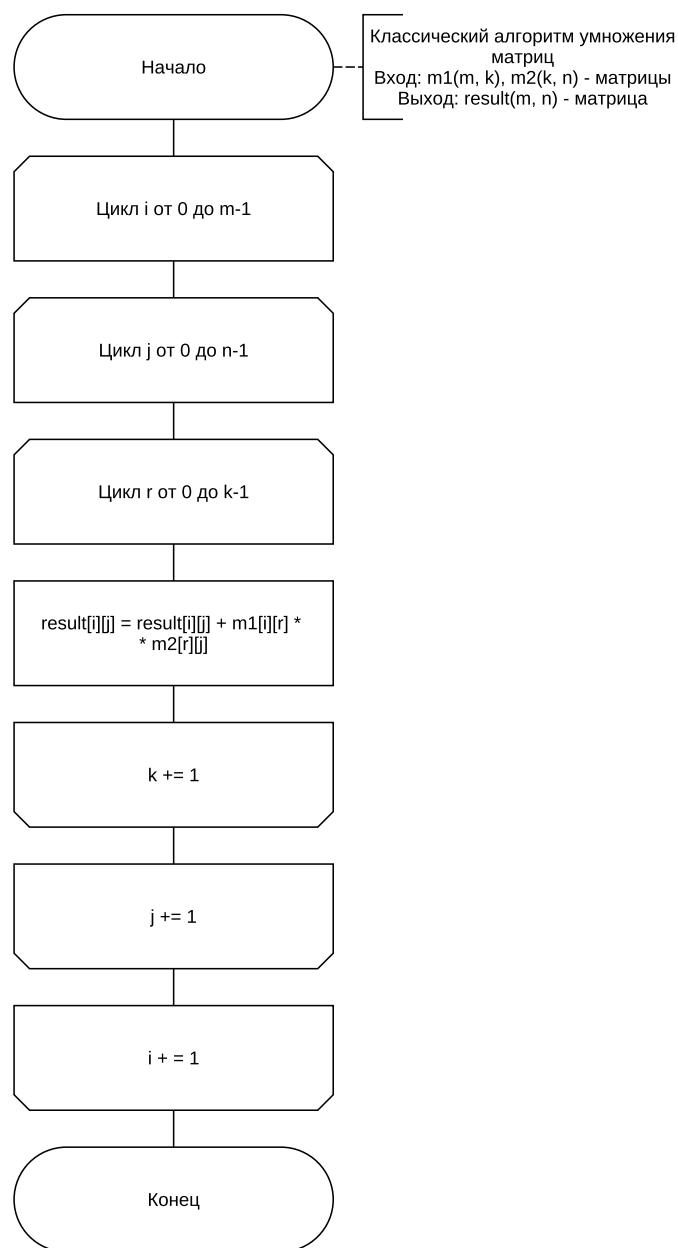 Начало
Классический алгоритм умножения
матриц
Вход: m1(m, k), m2(k, n) - матрицы
Выход: result(m, n) - матрица
Цикл i от 0 до m-1
Цикл j от 0 до n-1
Цикл r от 0 до k-1
result[i][j] = result[i][j] + m1[i][r] *
* m2[r][j]
k += 1
j += 1
i + = 1
Конец